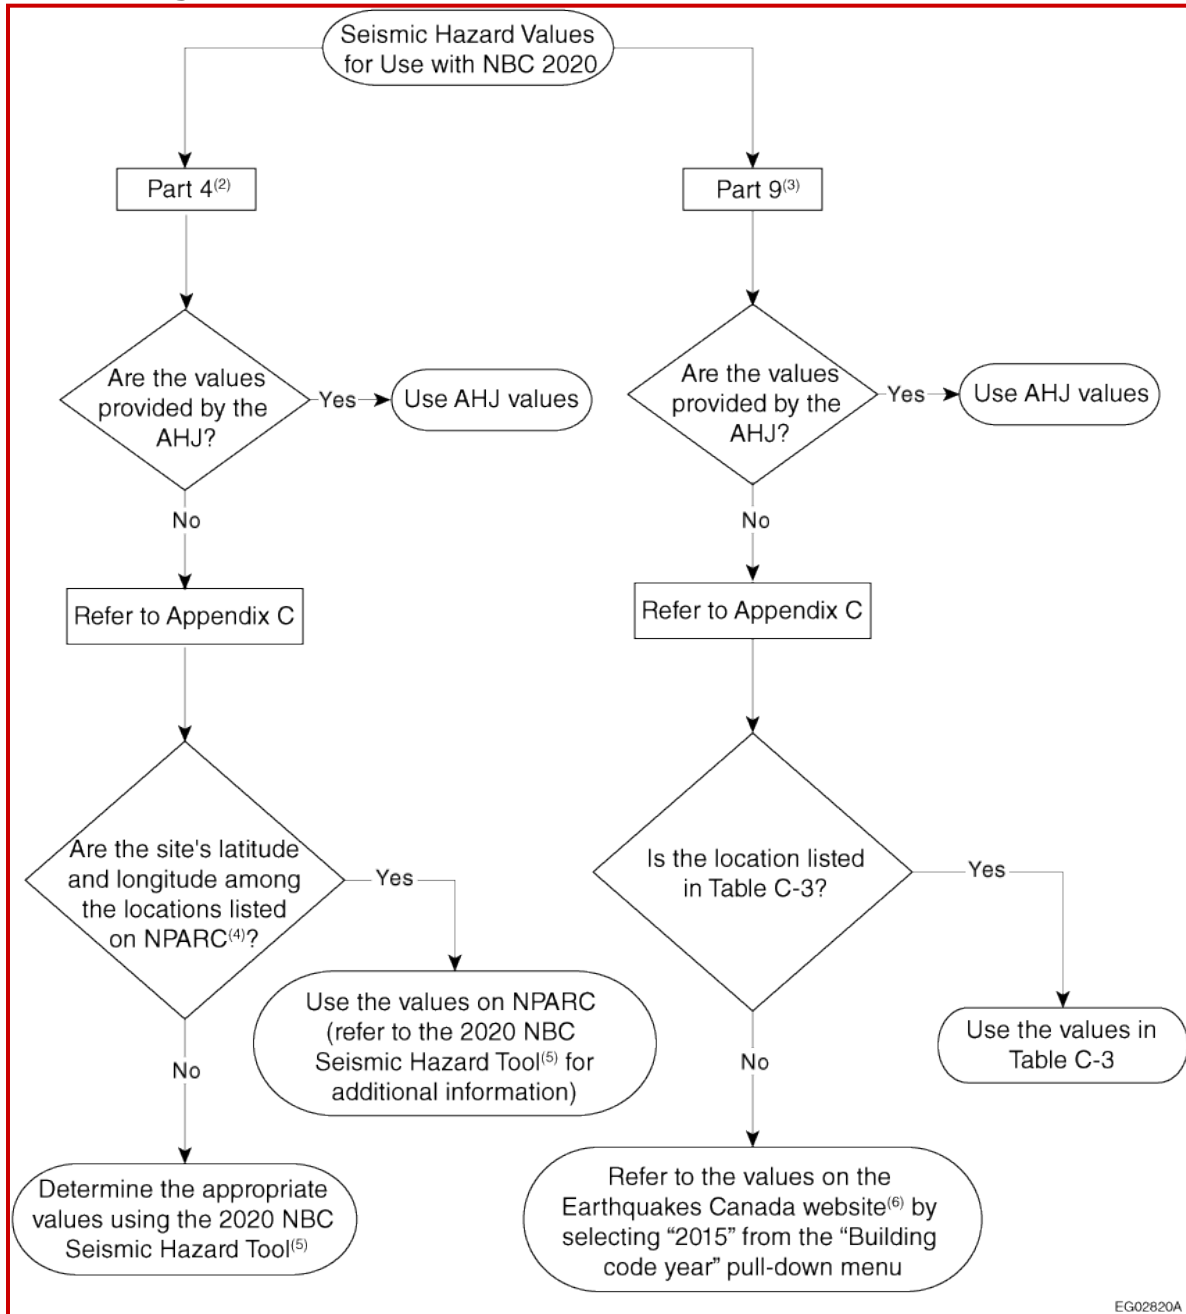 Seismic Hazard Values
for Use with NBC 2020
Part 4(2)
Part 9(3)
Are the values
provided by the
AHJ?
Yes
Use AHJ values
Are the values
provided by the
AHJ?
Yes
Use AHJ values
No
No
Refer to Appendix C
Refer to Appendix C
Are the site's latitude
and longitude among
the locations listed
on NPARC(4)?
Yes
Is the location listed
in Table C-3?
Yes
Use the values on NPARC
(refer to the 2020 NBC
Seismic Hazard Tool(5) for
additional information)
Use the values in
Table C-3
No
No
Determine the appropriate
values using the 2020 NBC
Seismic Hazard Tool(5)
Refer to the values on the
Earthquakes Canada website(6) by
selecting “2015” from the “Building
code year” pull-down menu
EG02820A